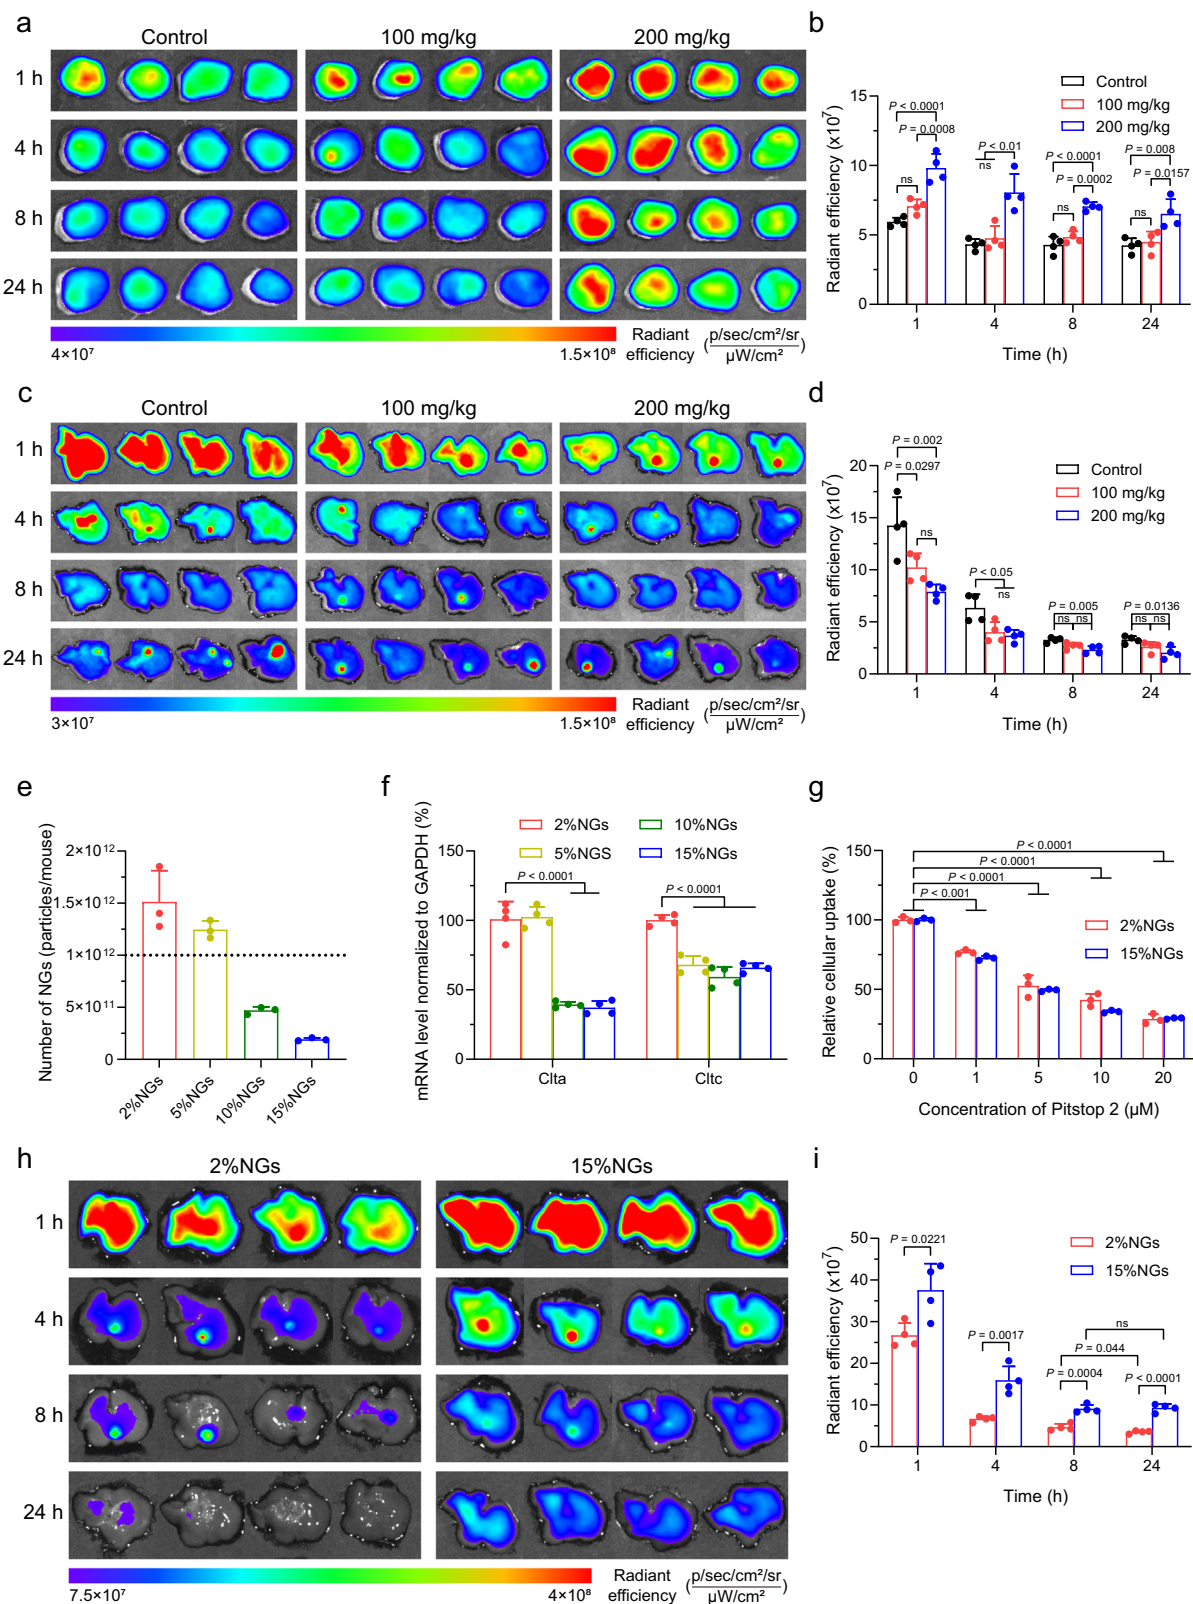 a
Control
100 mg/kg
200 mg/kg
1 h
4 h
8 h
24 h
4×10⁷
1.5×10⁸
Radiant efficiency (p/sec/cm²/sr / µW/cm²)
b
Control
100 mg/kg
200 mg/kg
Radiant efficiency (x10⁷)
15
10
5
0
P < 0.0001
P = 0.0008
ns
P < 0.01
ns
P < 0.0001
P = 0.0002
ns
P = 0.008
P = 0.0157
ns
1 4 8 24
Time (h)
c
Control
100 mg/kg
200 mg/kg
1 h
4 h
8 h
24 h
3×10⁷
1.5×10⁸
Radiant efficiency (p/sec/cm²/sr / µW/cm²)
d
Control
100 mg/kg
200 mg/kg
Radiant efficiency (x10⁷)
20
15
10
5
0
P = 0.002
P = 0.0297
ns
P < 0.05
ns
P = 0.005
ns ns
P = 0.0136
ns ns
1 4 8 24
Time (h)
e
Number of NGs (particles/mouse)
2×10¹²
1.5×10¹²
1×10¹²
5×10¹¹
0
2%NGs
5%NGs
10%NGs
15%NGs
f
mRNA level normalized to GAPDH (%)
2%NGs
10%NGs
5%NGS
15%NGs
150
100
50
0
P < 0.0001
P < 0.0001
Clta
Cltc
g
Relative cellular uptake (%)
150
100
50
0
P < 0.0001
P < 0.0001
P < 0.0001
P < 0.001
2%NGs
15%NGs
0 1 5 10 20
Concentration of Pitstop 2 (µM)
h
2%NGs
15%NGs
1 h
4 h
8 h
24 h
7.5×10⁷
4×10⁸
Radiant efficiency (p/sec/cm²/sr / µW/cm²)
i
2%NGs
15%NGs
Radiant efficiency (x10⁷)
50
40
30
20
10
0
P = 0.0221
P = 0.0017
ns
P = 0.044
P = 0.0004
P < 0.0001
1 4 8 24
Time (h)